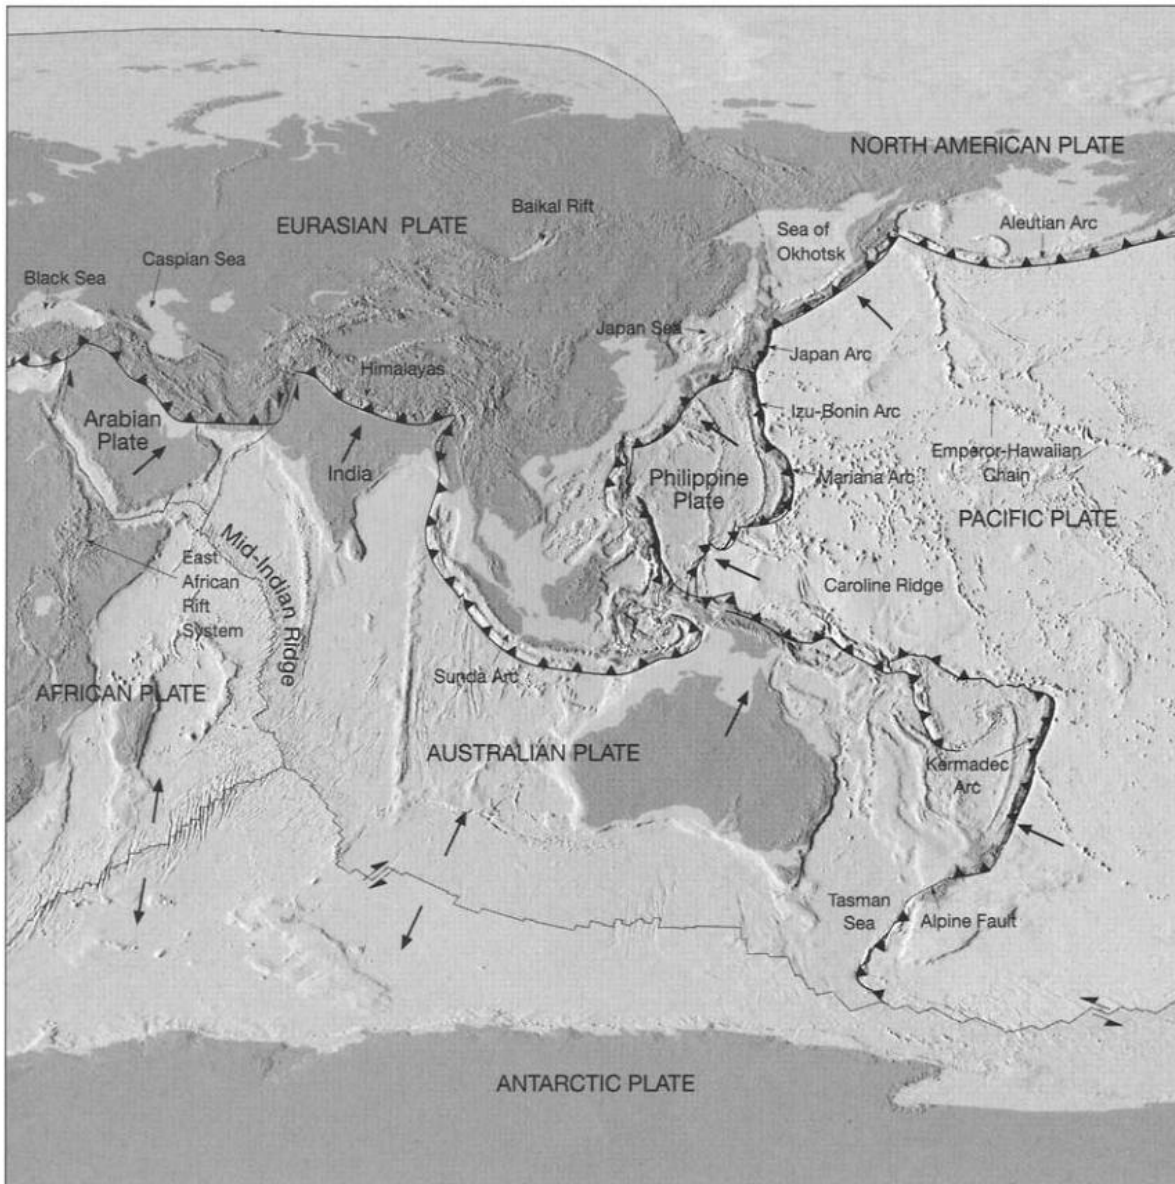 NORTH AMERICAN PLATE
Baikal Rift
EURASIAN PLATE
Sea of
Okhotsk
Aleutian Arc
Caspian Sea
Black Sea
Japan Sea
Japan Arc
Himalayas
Izu-Bonin Arc
Arabian
Plate
Emperor-Hawaiian
Chain
India
Philippine
Plate
Mariana Arc
PACIFIC PLATE
Mid-Indian Ridge
East
African
Rift
System
Caroline Ridge
Sunda Arc
AFRICAN PLATE
AUSTRALIAN PLATE
Kermadec
Arc
Tasman
Sea
Alpine Fault
ANTARCTIC PLATE